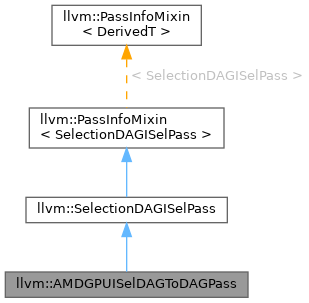 llvm::PassInfoMixin
< DerivedT >
< SelectionDAGISelPass >
llvm::PassInfoMixin
< SelectionDAGISelPass >
llvm::SelectionDAGISelPass
llvm::AMDGPUISelDAGToDAGPass